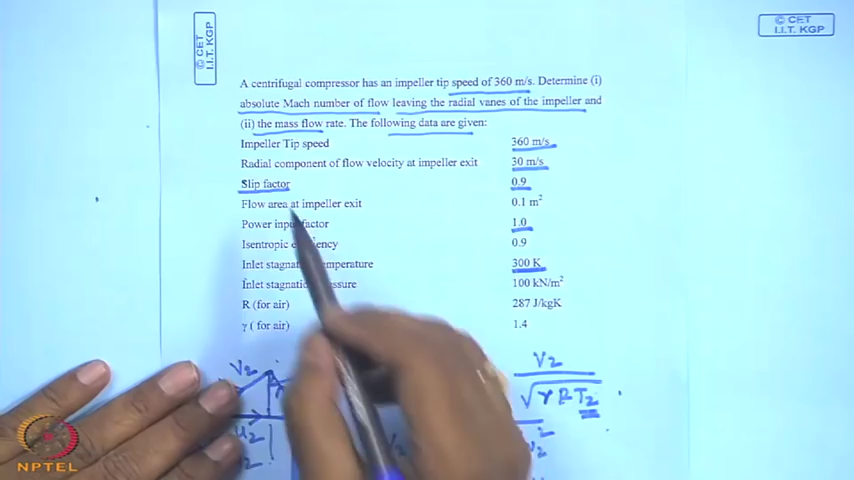 © CET
I.I.T. KGP
© CET
I.I.T. KGP
A centrifugal compressor has an impeller tip speed of 360 m/s. Determine (i)
absolute Mach number of flow leaving the radial vanes of the impeller and
(ii) the mass flow rate. The following data are given:
Impeller Tip speed 360 m/s
Radial component of flow velocity at impeller exit 30 m/s
Slip factor 0.9
Flow area at impeller exit 0.1 m²
Power input factor 1.0
Isentropic 0.9
Inlet 300 K
Inlet 100 kN/m²
R (for air) 287 J/kgK
γ ( for air) 1.4
V2 V2
√γRT2
u2
NPTEL